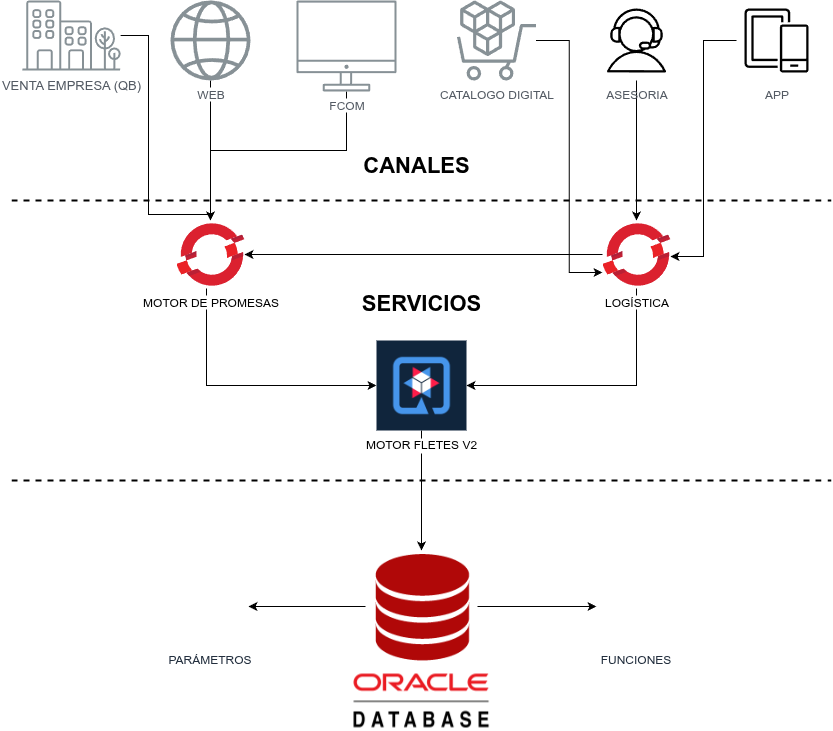 VENTA EMPRESA (QB)
WEB
FCOM
CATALOGO DIGITAL
ASESORIA
APP
CANALES
MOTOR DE PROMESAS
SERVICIOS
LOGÍSTICA
MOTOR FLETES V2
PARÁMETROS
FUNCIONES
ORACLE
DATABASE